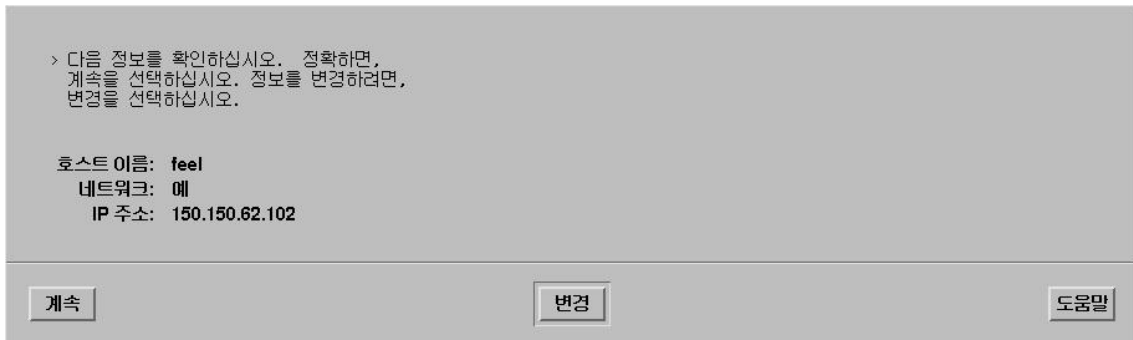 > 다음 정보를 확인하십시오. 정확하면,
계속을 선택하십시오. 정보를 변경하려면,
변경을 선택하십시오.
호스트 이름: feel
네트워크: 예
IP 주소: 150.150.62.102
계속 변경 도움말